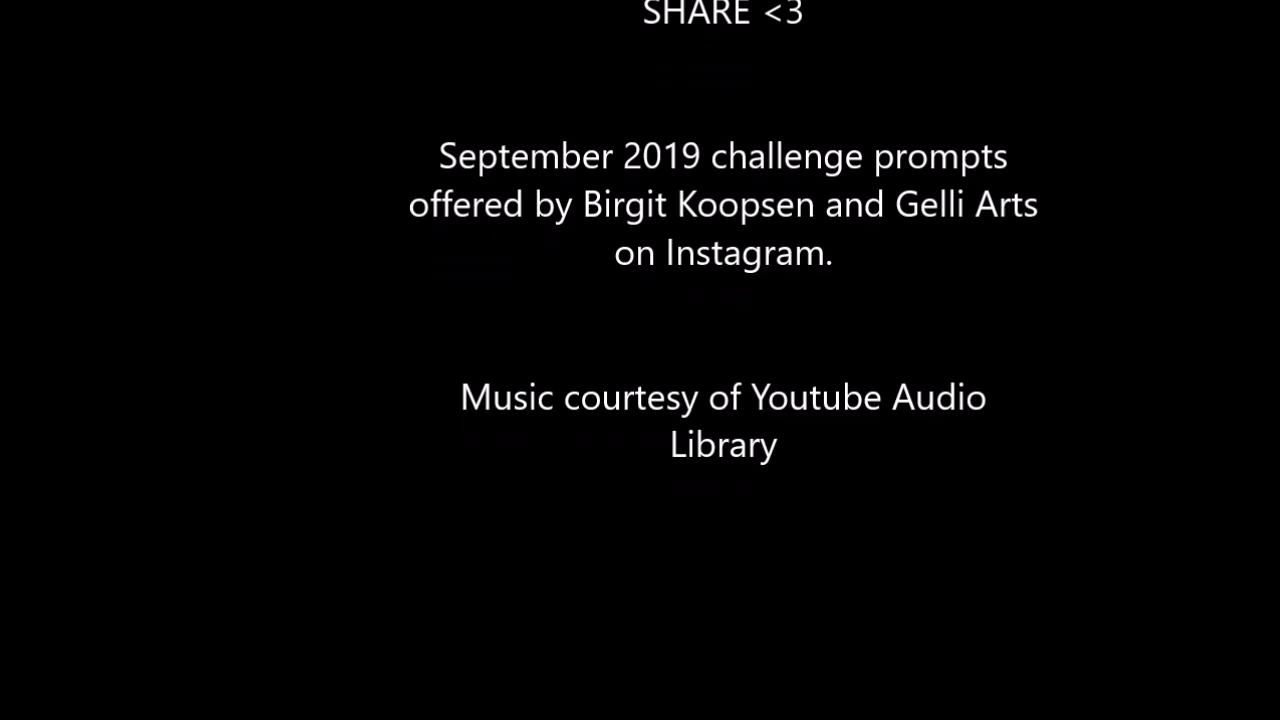 SHARE <3
September 2019 challenge prompts
offered by Birgit Koopsen and Gelli Arts
on Instagram.
Music courtesy of Youtube Audio
Library